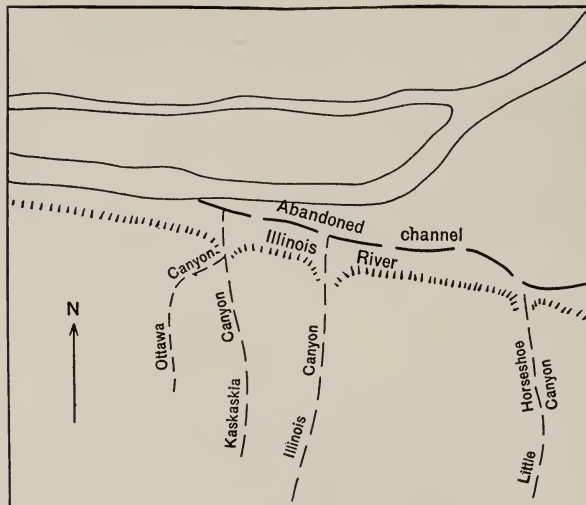 Abandoned channel
Illinois River
N
Ottawa Canyon
Kaskaskia Canyon
Illinois Canyon
Little Horseshoe Canyon